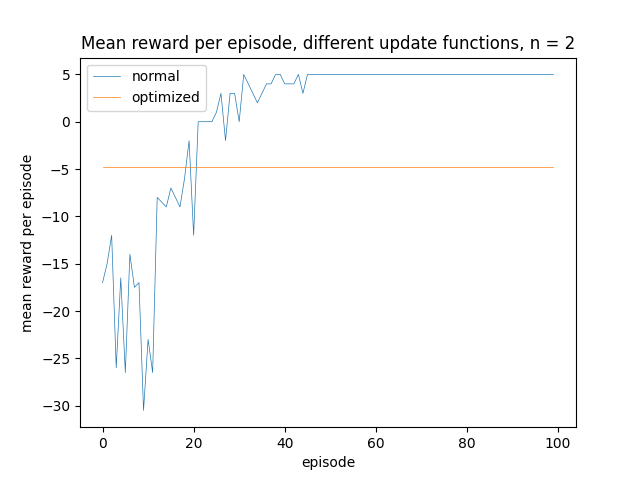 Mean reward per episode, different update functions, n = 2
normal
optimized
mean reward per episode
5
0
−5
−10
−15
−20
−25
−30
0 20 40 60 80 100
episode